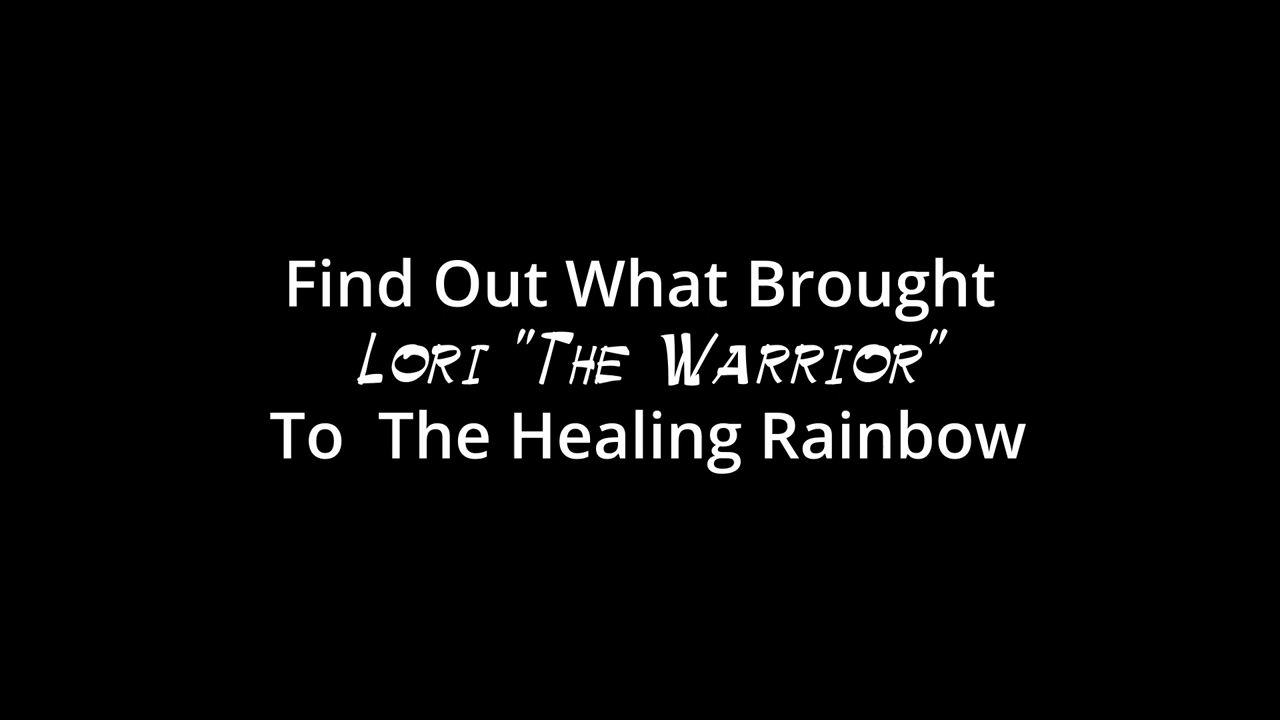 Find Out What Brought
Lori "The Warrior"
To  The Healing Rainbow